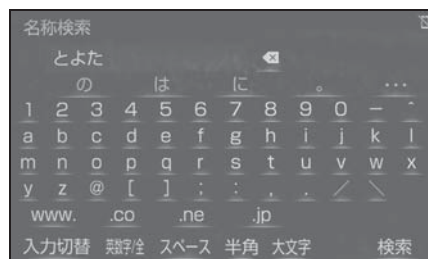 名称検索
とよた
の は に 。 ...
1 2 3 4 5 6 7 8 9 0 - ^
a b c d e f g h i j k l
m n o p q r s t u v w x
y z @ [ ] ; : , . / \
www. .co .ne .jp
入力切替 英数字/全 スペース 半角 大文字 検索